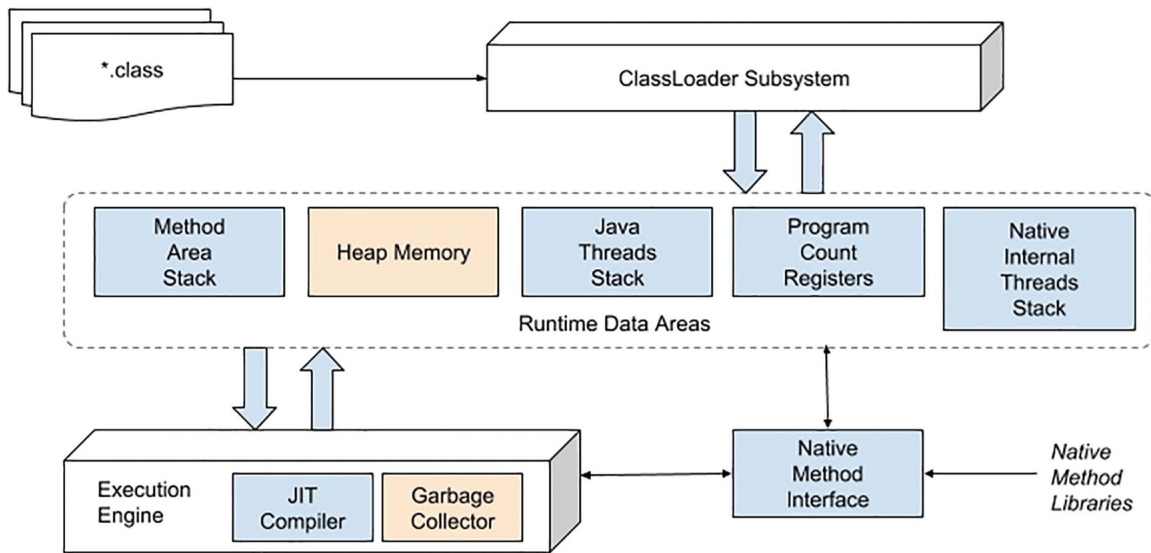 *.class
ClassLoader Subsystem
Method
Area
Stack
Heap Memory
Java
Threads
Stack
Program
Count
Registers
Native
Internal
Threads
Stack
Runtime Data Areas
Execution
Engine
JIT
Compiler
Garbage
Collector
Native
Method
Interface
Native
Method
Libraries